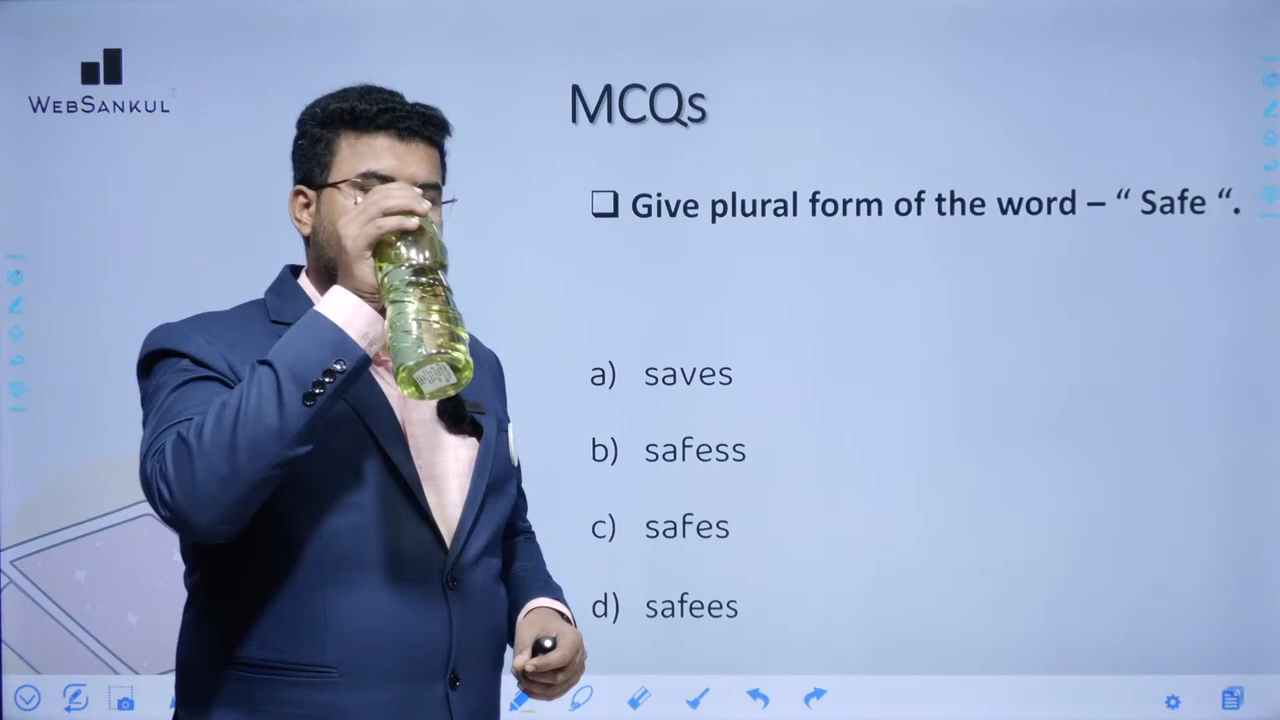 WEBSANKUL
MCQs
❑ Give plural form of the word – “ Safe “.
a) saves
b) safess
c) safes
d) safees